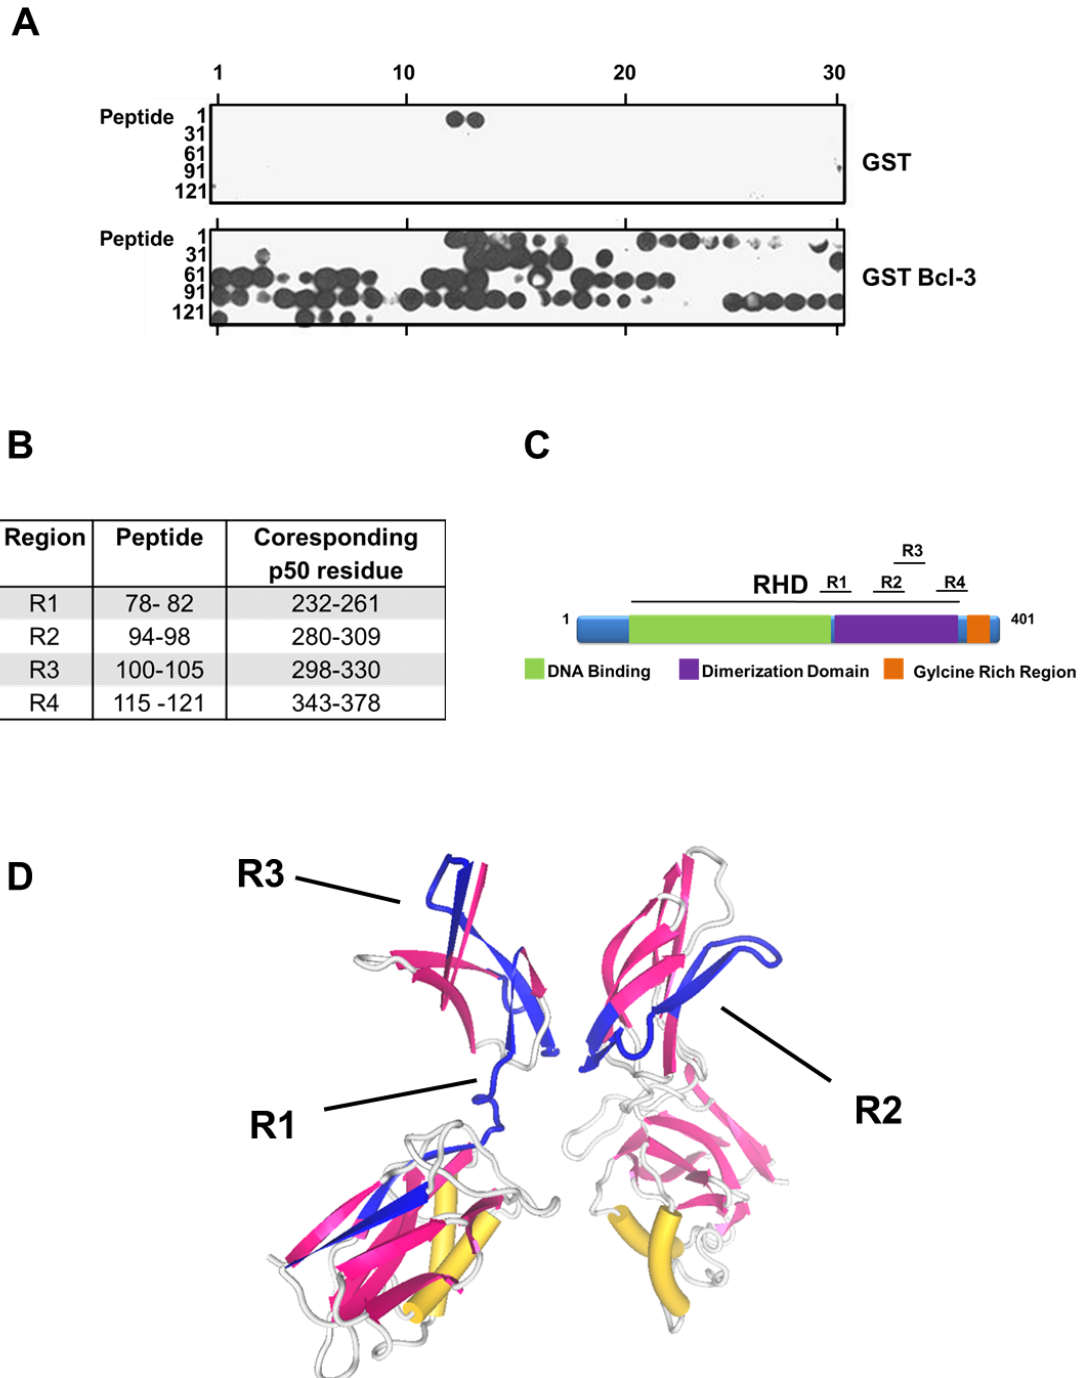 A
1 10 20 30
Peptide 1
31
61
91
121
GST
Peptide 1
31
61
91
121
GST Bcl-3
B
Region Peptide Coresponding
p50 residue
R1 78- 82 232-261
R2 94-98 280-309
R3 100-105 298-330
R4 115 -121 343-378
C
R3
RHD R1 R2 R4
1 401
DNA Binding Dimerization Domain Gylcine Rich Region
D
R3
R1
R2